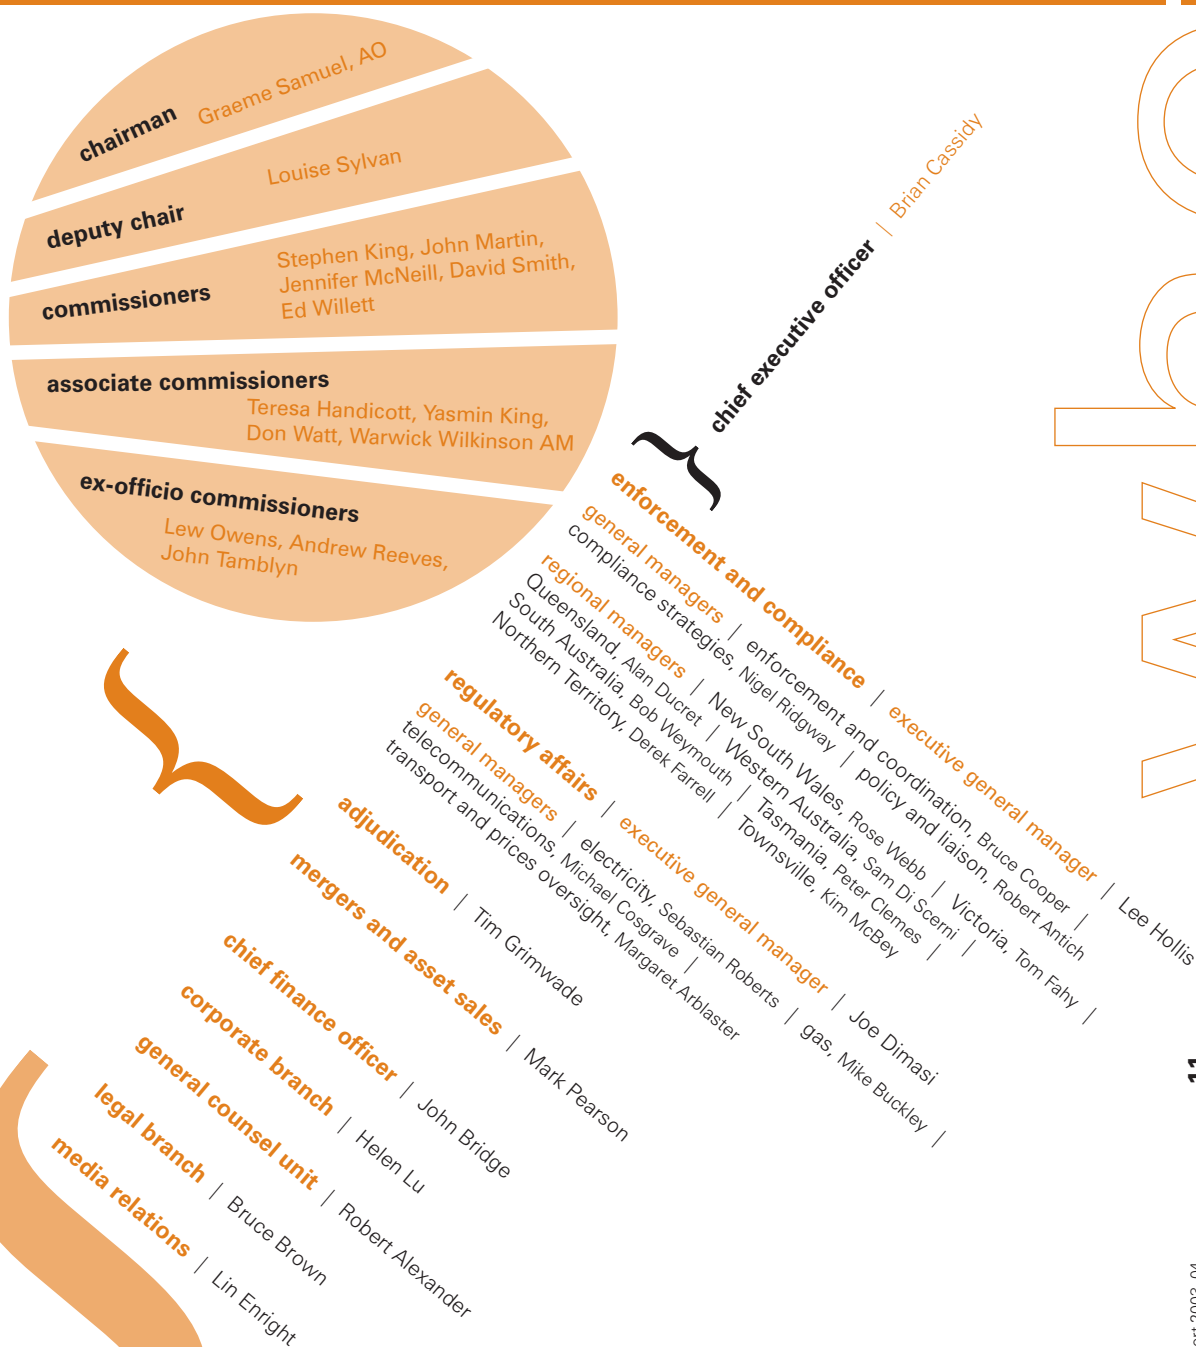 chairman Graeme Samuel, AO
deputy chair Louise Sylvan
commissioners Stephen King, John Martin,
Jennifer McNeill, David Smith,
Ed Willett
associate commissioners
Teresa Handicott, Yasmin King,
Don Watt, Warwick Wilkinson AM
ex-officio commissioners
Lew Owens, Andrew Reeves,
John Tamblyn
chief executive officer | Brian Cassidy
enforcement and compliance | executive general manager | Lee Hollis
general managers | enforcement and coordination, Bruce Cooper |
compliance strategies, Nigel Ridgway | policy and liaison, Robert Antich
regional managers | New South Wales, Rose Webb | Victoria, Tom Fahy |
Queensland, Alan Ducret | Western Australia, Sam Di Scerni |
South Australia, Bob Weymouth | Tasmania, Peter Clemes |
Northern Territory, Derek Farrell | Townsville, Kim McBey
regulatory affairs | executive general manager | Joe Dimasi
general managers | electricity, Sebastian Roberts | gas, Mike Buckley |
telecommunications, Michael Cosgrave |
transport and prices oversight, Margaret Arblaster
adjudication | Tim Grimwade
mergers and asset sales | Mark Pearson
chief finance officer | John Bridge
corporate branch | Helen Lu
general counsel unit | Robert Alexander
legal branch | Bruce Brown
media relations | Lin Enright
11
2003-04